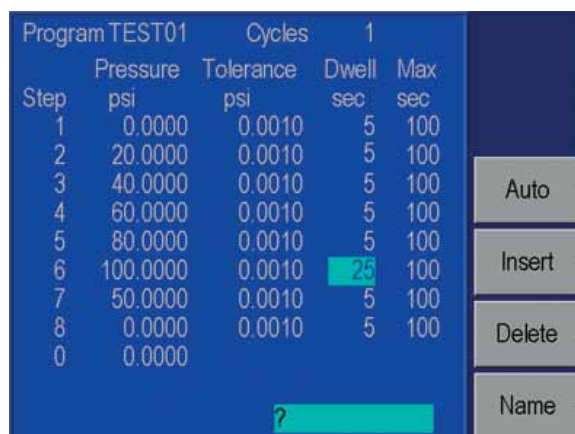 Program TEST01 Cycles 1
Pressure Tolerance Dwell Max
Step psi psi sec sec
1 0.0000 0.0010 5 100
2 20.0000 0.0010 5 100
3 40.0000 0.0010 5 100
4 60.0000 0.0010 5 100
5 80.0000 0.0010 5 100
6 100.0000 0.0010 25 100
7 50.0000 0.0010 5 100
8 0.0000 0.0010 5 100
0 0.0000
?
Auto
Insert
Delete
Name